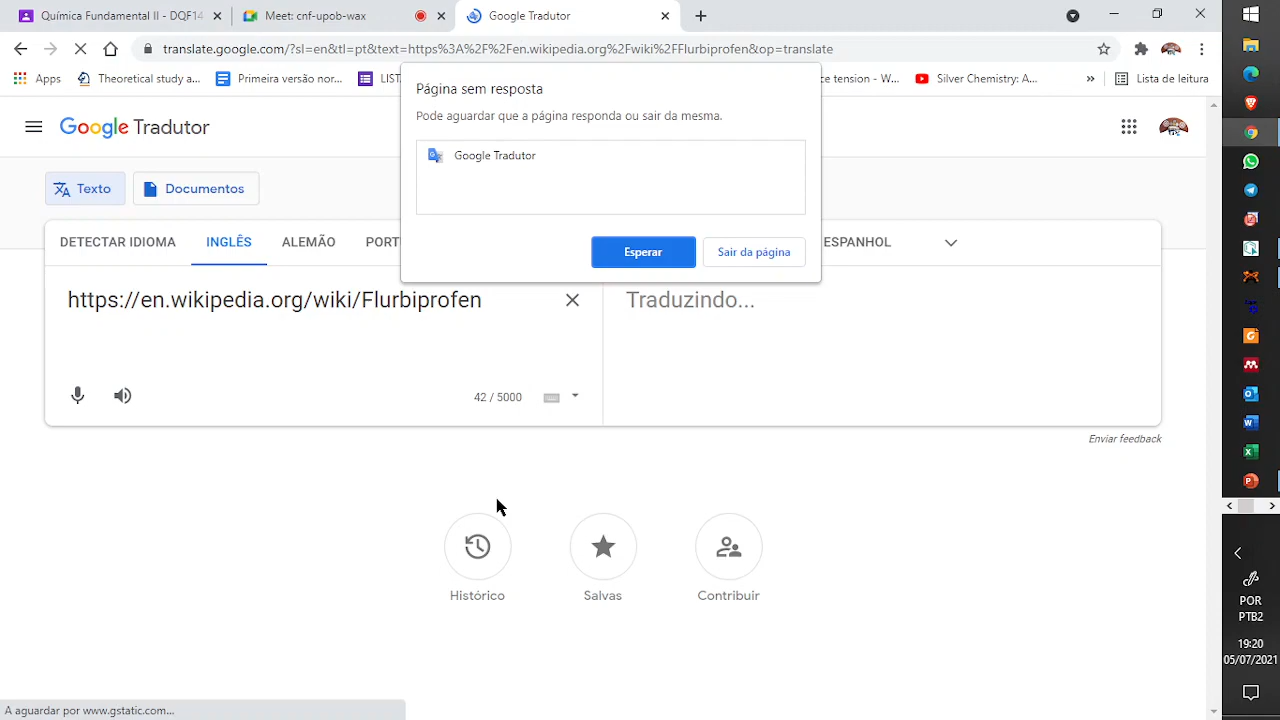 Química Fundamental II - DQF14
Meet: cnf-upob-wax
Google Tradutor
translate.google.com/?sl=en&tl=pt&text=https%3A%2F%2Fen.wikipedia.org%2Fwiki%2FFlurbiprofen&op=translate
Apps
Theoretical study a...
Primeira versão nor...
LIST
ce tension - W...
Silver Chemistry: A...
»
Lista de leitura
Página sem resposta
Pode aguardar que a página responda ou sair da mesma.
Google Tradutor
Esperar
Sair da página
Google Tradutor
Texto
Documentos
DETECTAR IDIOMA
INGLÊS
ALEMÃO
PORT
ESPANHOL
https://en.wikipedia.org/wiki/Flurbiprofen
Traduzindo...
42 / 5000
Enviar feedback
Histórico
Salvas
Contribuir
A aguardar por www.gstatic.com...
POR
PTB2
19:20
05/07/2021